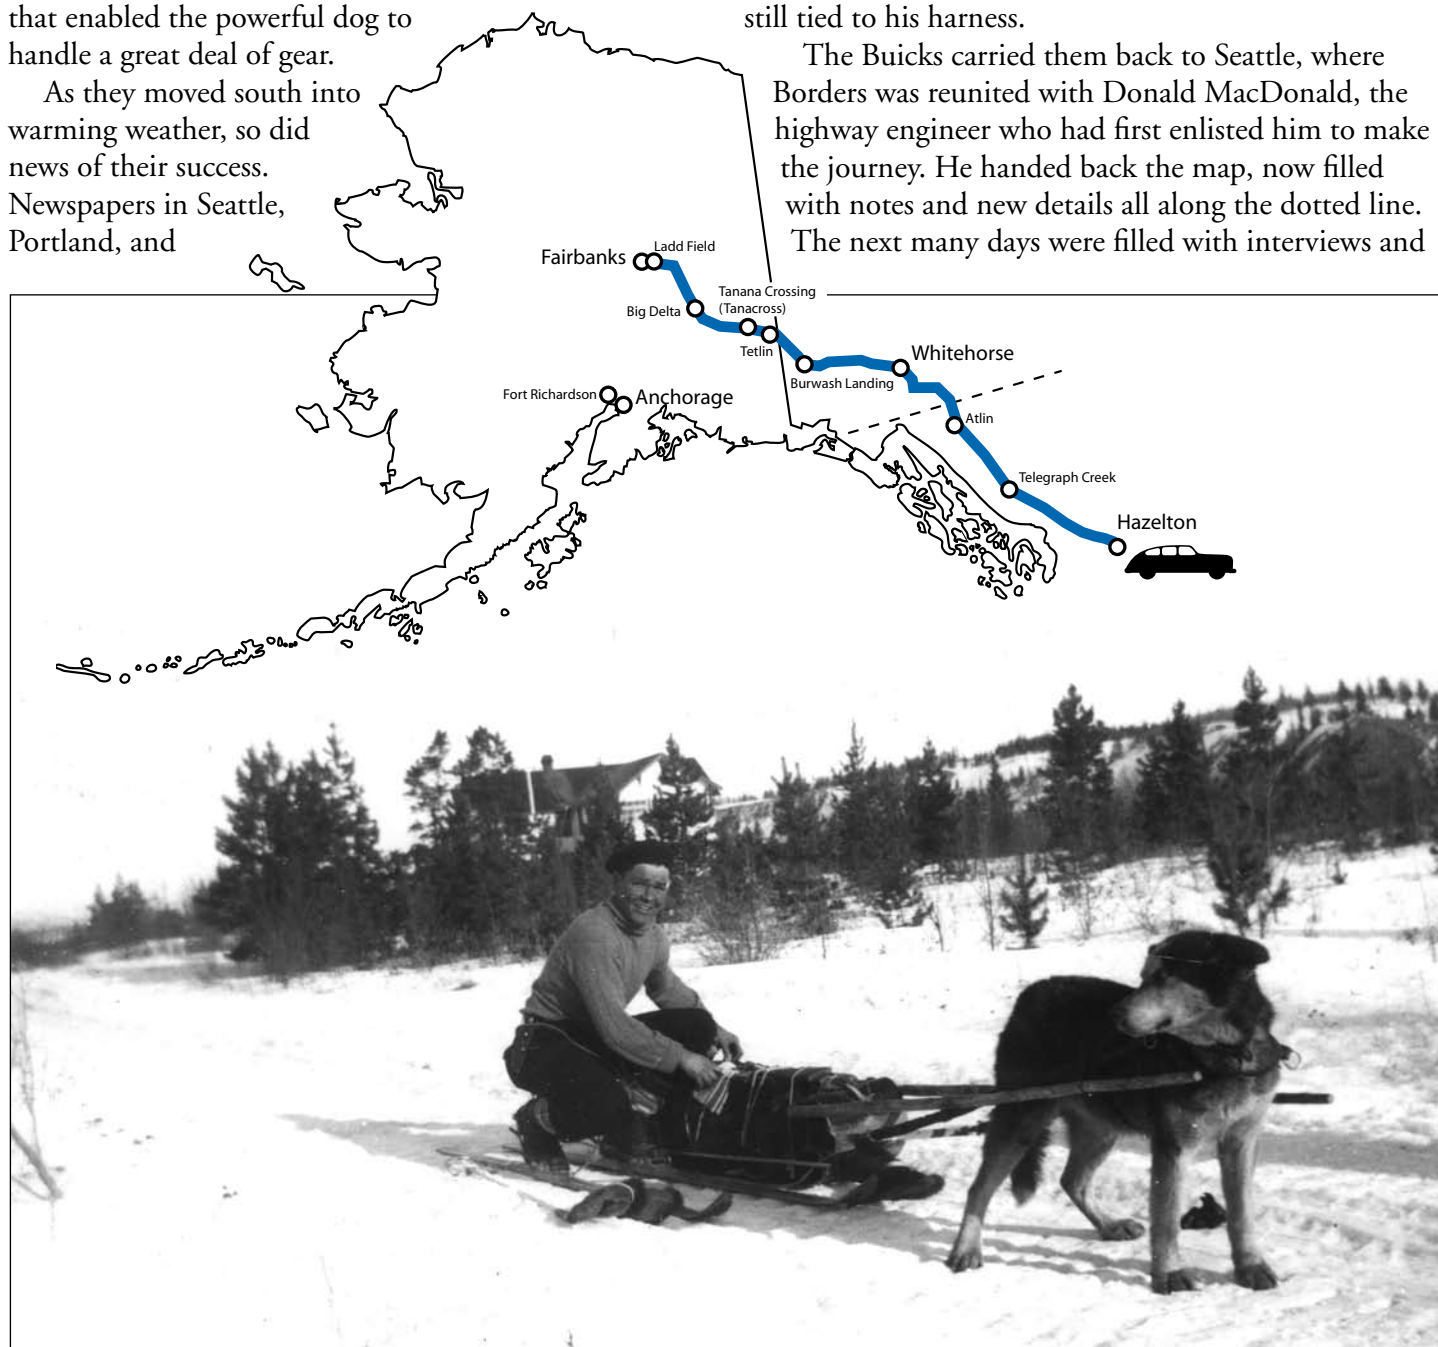 that enabled the powerful dog to
handle a great deal of gear.
As they moved south into
warming weather, so did
news of their success.
Newspapers in Seattle,
Portland, and
still tied to his harness.
The Buicks carried them back to Seattle, where
Borders was reunited with Donald MacDonald, the
highway engineer who had first enlisted him to make
the journey. He handed back the map, now filled
with notes and new details all along the dotted line.
The next many days were filled with interviews and
Fairbanks
Ladd Field
Big Delta
Tanana Crossing
(Tanacross)
Tetlin
Burwash Landing
Whitehorse
Fort Richardson
Anchorage
Atlin
Telegraph Creek
Hazelton